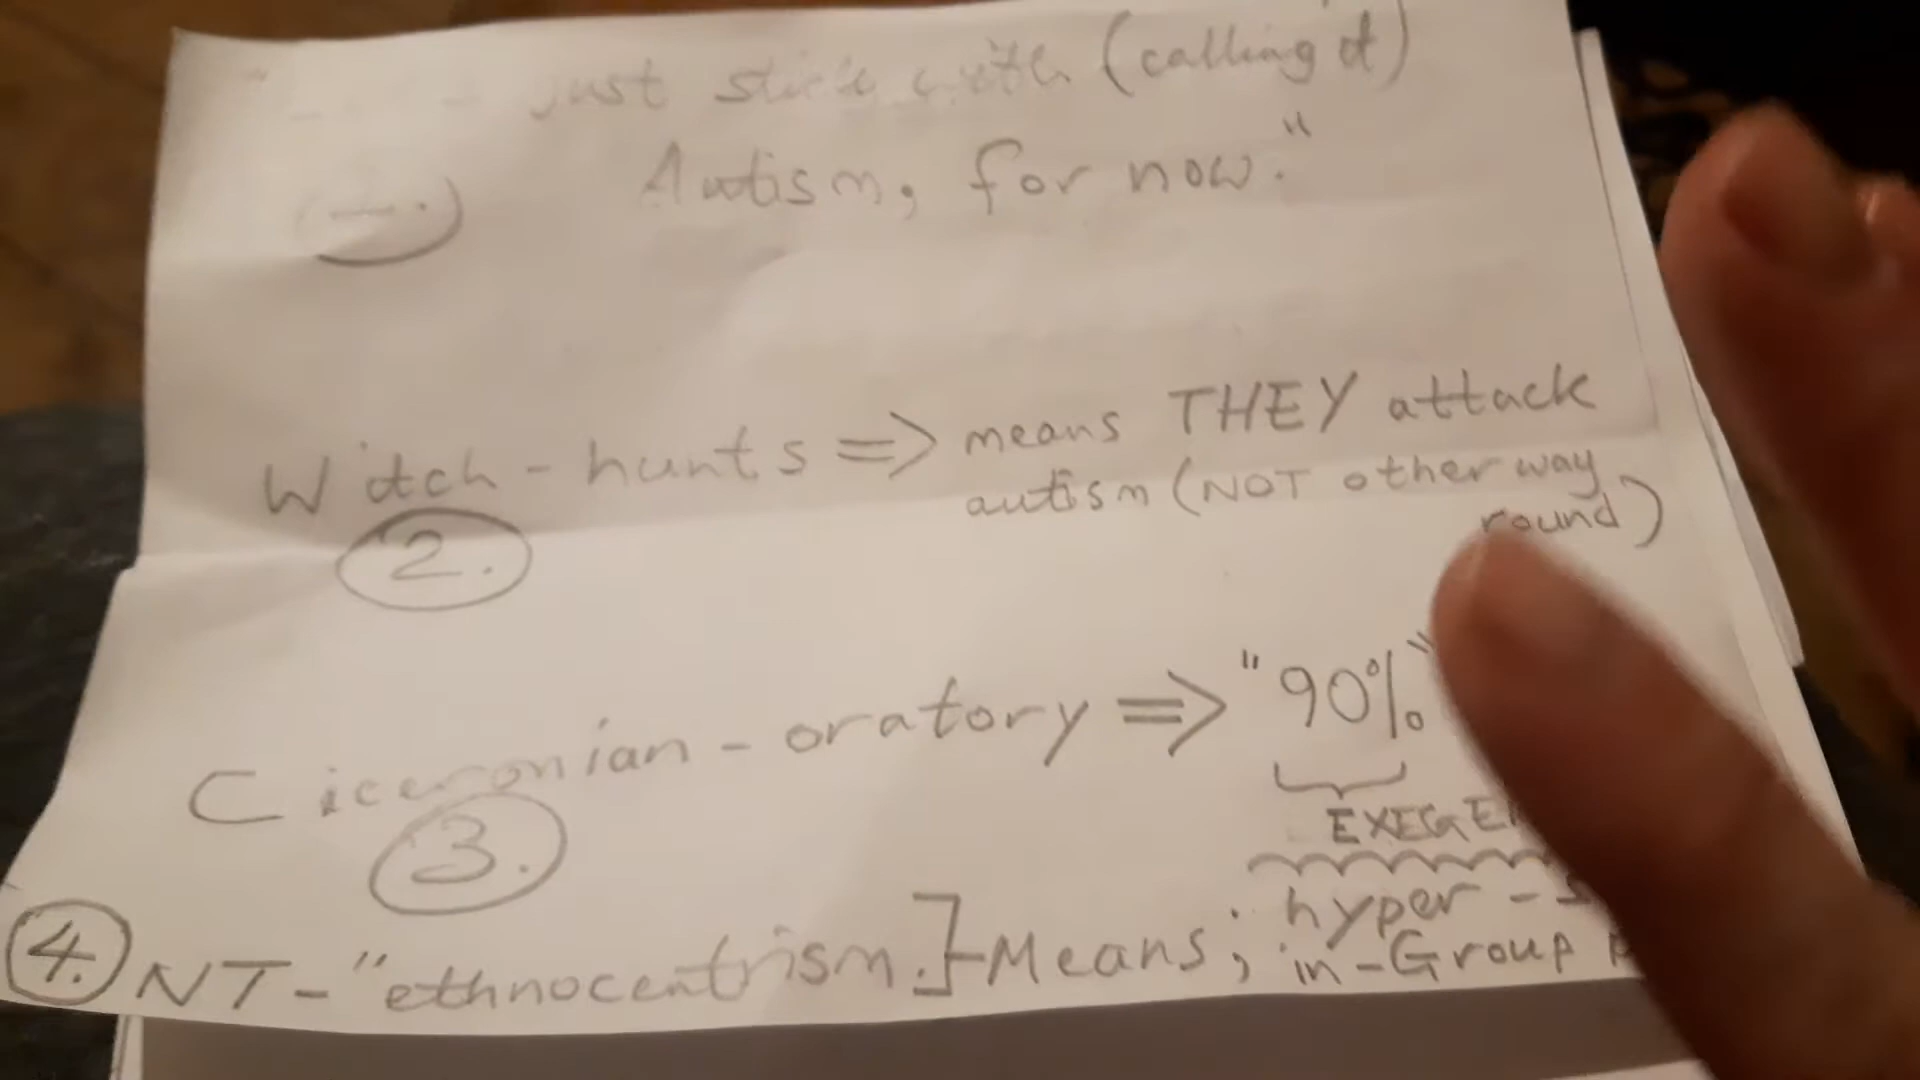 just stick with (calling it)
Autism, for now."
Witch-hunts => means THEY attack
autism (NOT other way
round)
2.
Ciceronian-oratory => "90%"
3.
EXEGE
hyper-
4. NT-"ethnocentrism.]-Means; in-Group